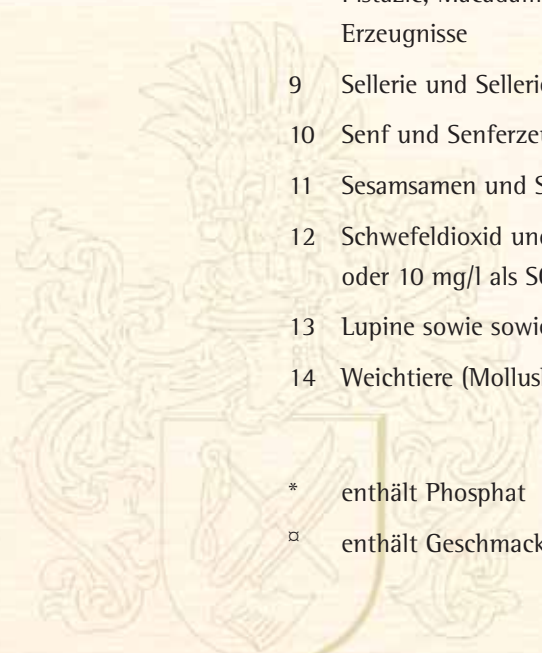 Erzeugnisse
9 Sellerie und Sellerie
10 Senf und Senferze
11 Sesamsamen und S
12 Schwefeldioxid und
oder 10 mg/l als S
13 Lupine sowie sowie
14 Weichtiere (Mollus
* enthält Phosphat
¤ enthält Geschmack